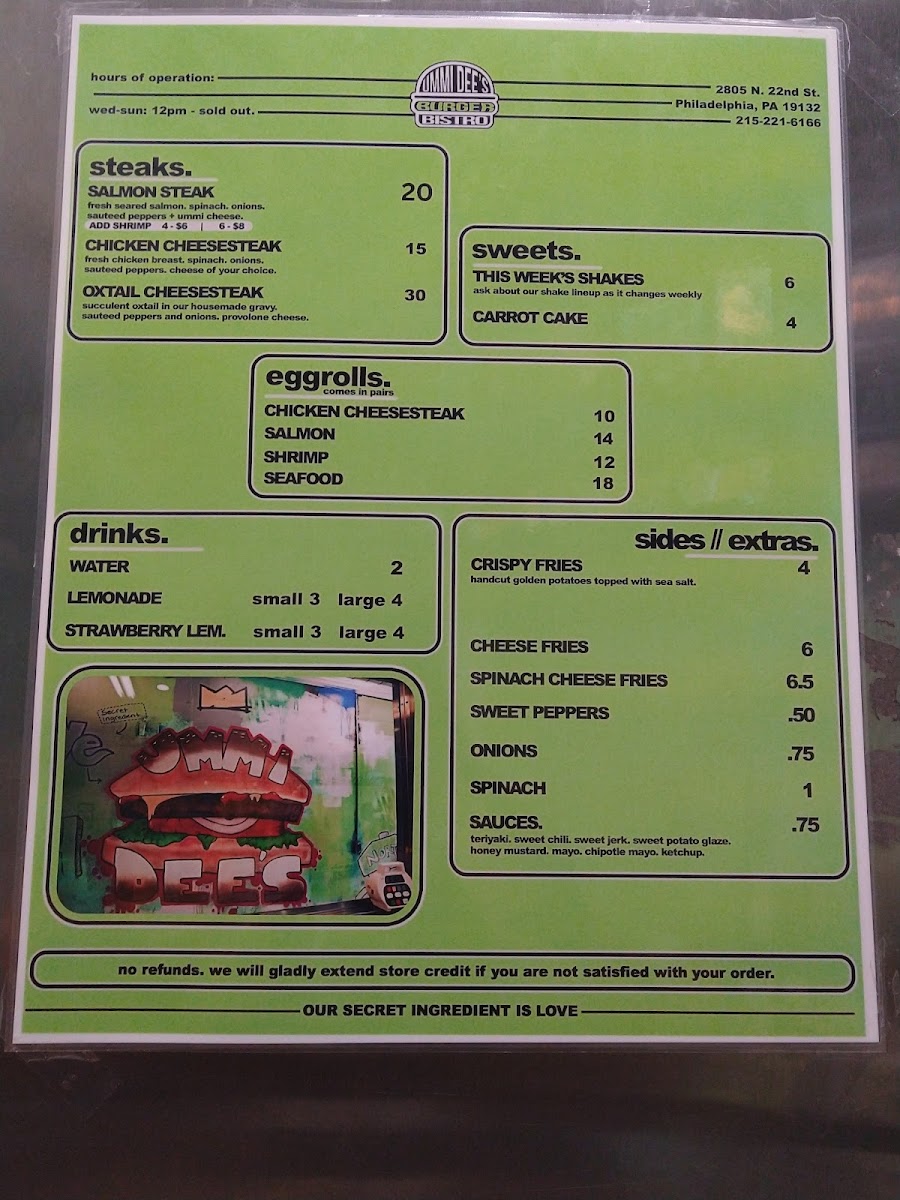 hours of operation:
wed-sun: 12pm - sold out.
UMMI DEE'S
BURGER
BISTRO
2805 N. 22nd St.
Philadelphia, PA 19132
215-221-6166
steaks.
SALMON STEAK 20
fresh seared salmon. spinach. onions.
sauteed peppers + ummi cheese.
ADD SHRIMP 4 - $6 | 6 - $8
CHICKEN CHEESESTEAK 15
fresh chicken breast. spinach. onions.
sauteed peppers. cheese of your choice.
OXTAIL CHEESESTEAK 30
succulent oxtail in our housemade gravy.
sauteed peppers and onions. provolone cheese.
sweets.
THIS WEEK'S SHAKES 6
ask about our shake lineup as it changes weekly
CARROT CAKE 4
eggrolls.
comes in pairs
CHICKEN CHEESESTEAK 10
SALMON 14
SHRIMP 12
SEAFOOD 18
drinks.
WATER 2
LEMONADE small 3 large 4
STRAWBERRY LEM. small 3 large 4
sides // extras.
CRISPY FRIES 4
handcut golden potatoes topped with sea salt.
CHEESE FRIES 6
SPINACH CHEESE FRIES 6.5
SWEET PEPPERS .50
ONIONS .75
SPINACH 1
SAUCES. .75
teriyaki. sweet chili. sweet jerk. sweet potato glaze.
honey mustard. mayo. chipotle mayo. ketchup.
Secret
ingredient
UMMI
DEE'S
no refunds. we will gladly extend store credit if you are not satisfied with your order.
OUR SECRET INGREDIENT IS LOVE